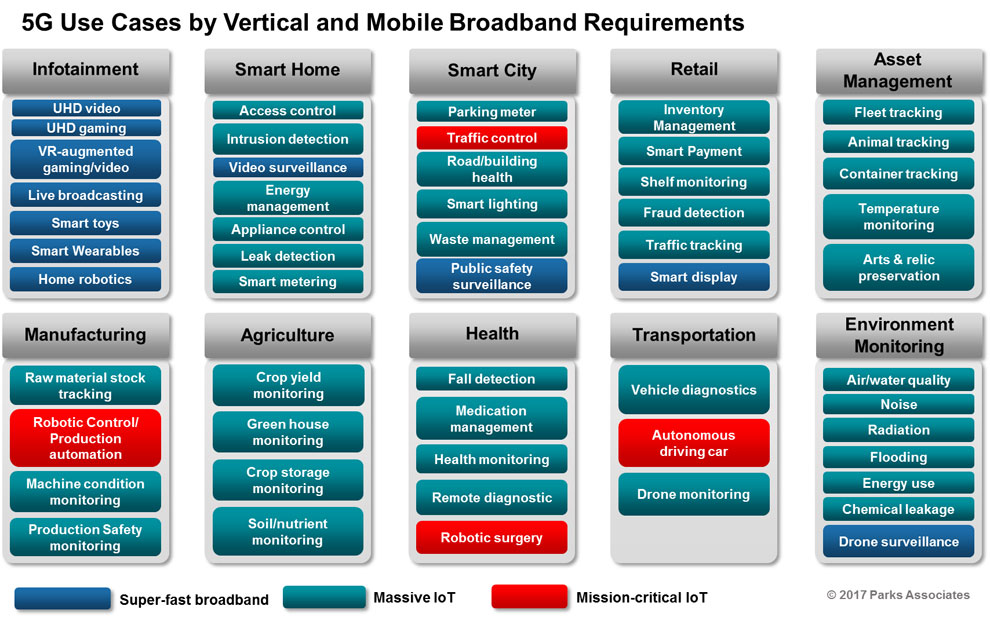 5G Use Cases by Vertical and Mobile Broadband Requirements
Infotainment
UHD video
UHD gaming
VR-augmented
gaming/video
Live broadcasting
Smart toys
Smart Wearables
Home robotics
Smart Home
Access control
Intrusion detection
Video surveillance
Energy
management
Appliance control
Leak detection
Smart metering
Smart City
Parking meter
Traffic control
Road/building
health
Smart lighting
Waste management
Public safety
surveillance
Retail
Inventory
Management
Smart Payment
Shelf monitoring
Fraud detection
Traffic tracking
Smart display
Asset
Management
Fleet tracking
Animal tracking
Container tracking
Temperature
monitoring
Arts & relic
preservation
Manufacturing
Raw material stock
tracking
Robotic Control/
Production
automation
Machine condition
monitoring
Production Safety
monitoring
Agriculture
Crop yield
monitoring
Green house
monitoring
Crop storage
monitoring
Soil/nutrient
monitoring
Health
Fall detection
Medication
management
Health monitoring
Remote diagnostic
Robotic surgery
Transportation
Vehicle diagnostics
Autonomous
driving car
Drone monitoring
Environment
Monitoring
Air/water quality
Noise
Radiation
Flooding
Energy use
Chemical leakage
Drone surveillance
Super-fast broadband
Massive IoT
Mission-critical IoT
© 2017 Parks Associates